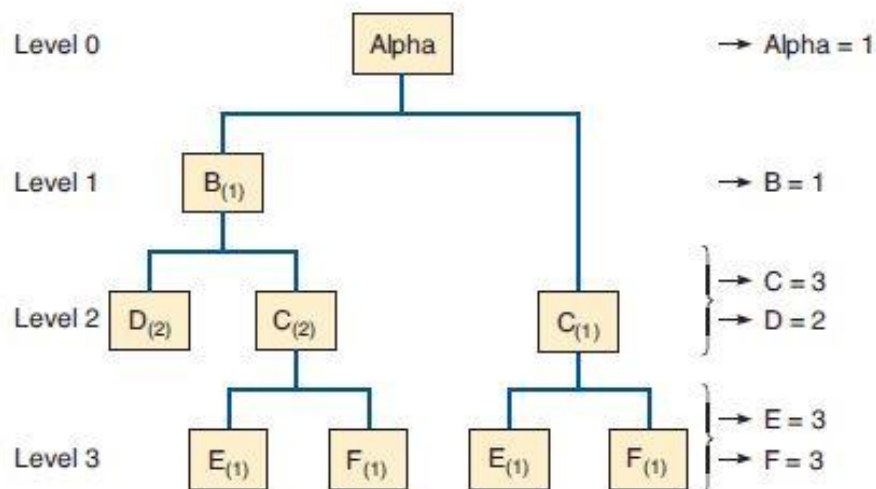 Level 0 Alpha → Alpha = 1
Level 1 B(1) → B = 1
→ C = 3
Level 2 D(2) C(2) C(1) → D = 2
→ E = 3
Level 3 E(1) F(1) E(1) F(1) → F = 3